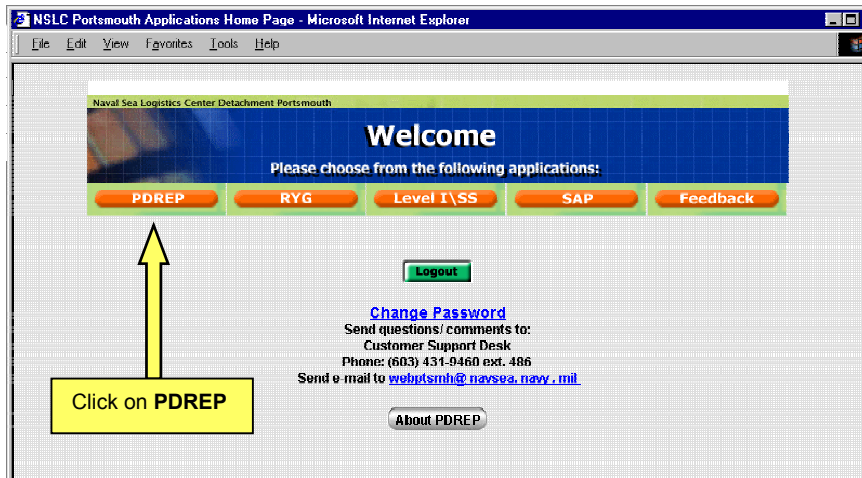 NSLC Portsmouth Applications Home Page - Microsoft Internet Explorer
File Edit View Favorites Tools Help
Naval Sea Logistics Center Detachment Portsmouth
Welcome
Please choose from the following applications:
PDREP RYG Level I\SS SAP Feedback
Logout
Change Password
Send questions/ comments to:
Customer Support Desk
Phone: (603) 431-9460 ext. 486
Send e-mail to webptsmh@navsea.navy.mil
Click on PDREP
About PDREP